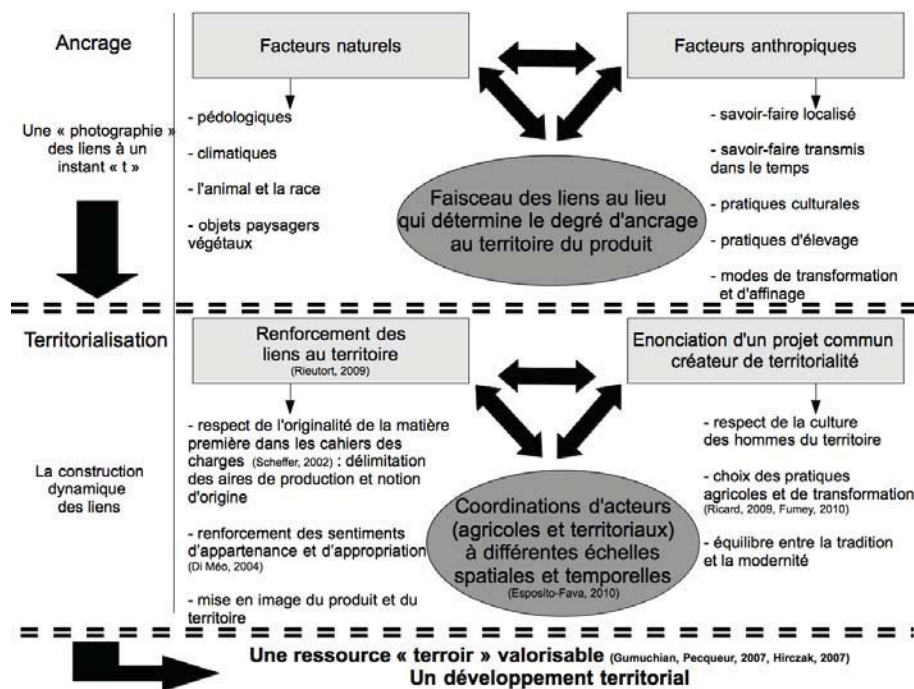 Ancrage
Facteurs naturels
Facteurs anthropiques
Une « photographie »
des liens à un
instant « t »
- pédologiques
- climatiques
- l'animal et la race
- objets paysagers
végétaux
Faisceau des liens au lieu
qui détermine le degré d'ancrage
au territoire du produit
- savoir-faire localisé
- savoir-faire transmis
dans le temps
- pratiques culturales
- pratiques d'élevage
- modes de transformation
et d'affinage
Territorialisation
Renforcement des
liens au territoire
(Rieutort, 2009)
Enonciation d'un projet commun
créateur de territorialité
La construction
dynamique
des liens
- respect de l'originalité de la matière
première dans les cahiers des
charges (Scheffer, 2002) : délimitation
des aires de production et notion
d'origine
- renforcement des sentiments
d'appartenance et d'appropriation
(Di Méo, 2004)
- mise en image du produit et du
territoire
Coordinations d'acteurs
(agricoles et territoriaux)
à différentes échelles
spatiales et temporelles
(Esposito-Fava, 2010)
- respect de la culture
des hommes du territoire
- choix des pratiques
agricoles et de transformation
(Ricard, 2009, Fumey, 2010)
- équilibre entre la tradition
et la modernité
Une ressource « terroir » valorisable (Gumuchian, Pecqueur, 2007, Hirczak, 2007)
Un développement territorial